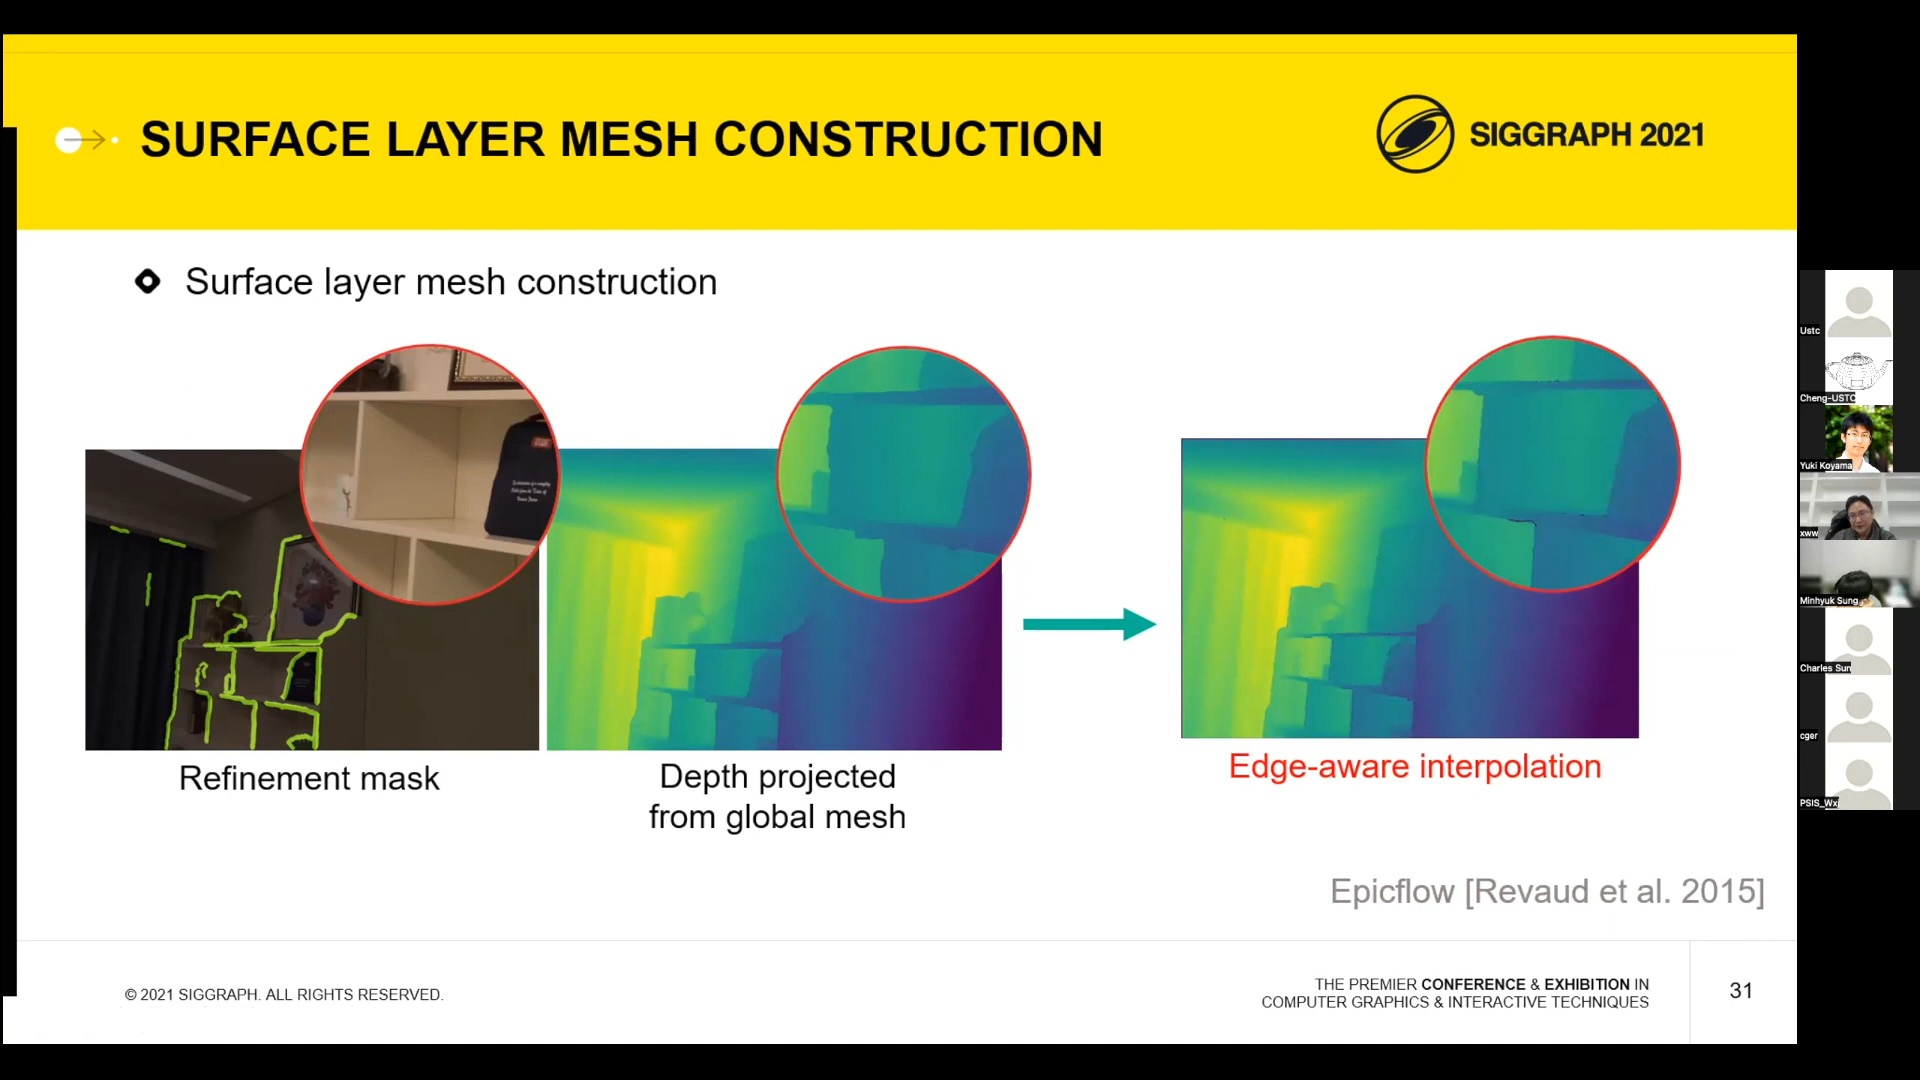 SURFACE LAYER MESH CONSTRUCTION
SIGGRAPH 2021
Surface layer mesh construction
Refinement mask
Depth projected
from global mesh
Edge-aware interpolation
Epicflow [Revaud et al. 2015]
© 2021 SIGGRAPH. ALL RIGHTS RESERVED.
THE PREMIER CONFERENCE & EXHIBITION IN
COMPUTER GRAPHICS & INTERACTIVE TECHNIQUES
31
Ustc
Cheng-USTC
Yuki Koyama
xww
Minhyuk Sung
Charles Sun
cger
PSIS_Wxj